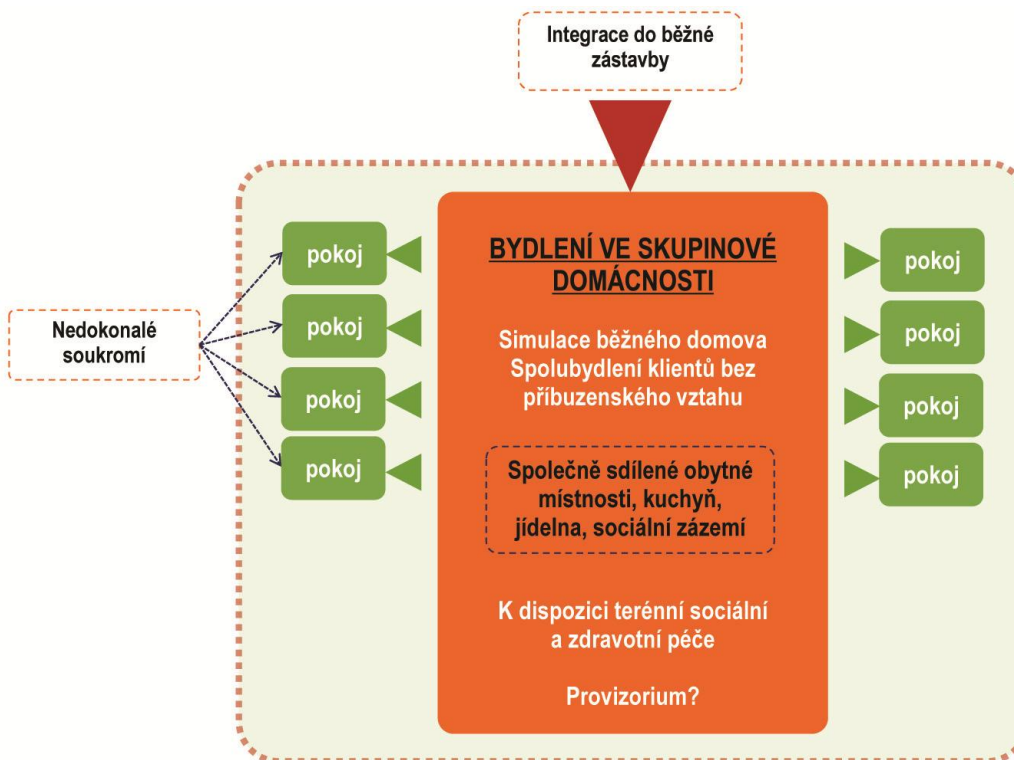 Integrace do běžné
zástavby
BYDLENÍ VE SKUPINOVÉ
DOMÁCNOSTI
Simulace běžného domova
Spolubydlení klientů bez
příbuzenského vztahu
Společně sdílené obytné
místnosti, kuchyň,
jídelna, sociální zázemí
K dispozici terénní sociální
a zdravotní péče
Provizorium?
Nedokonalé
soukromí
pokoj
pokoj
pokoj
pokoj
pokoj
pokoj
pokoj
pokoj